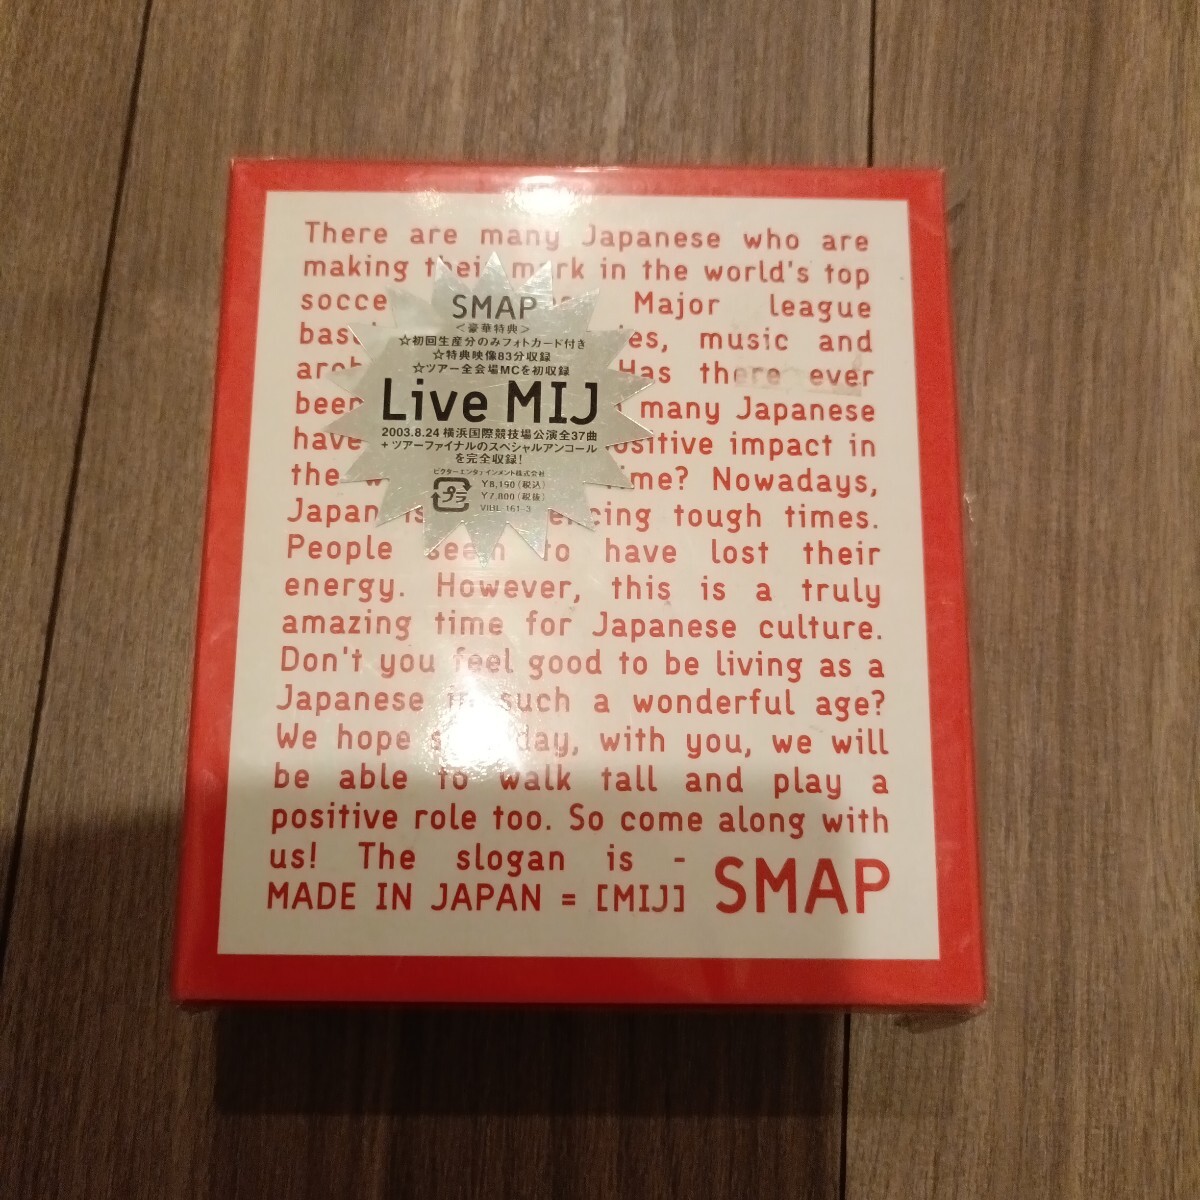 There are many Japanese who are
making their mark in the world's top
socce Major league
bas es, music and
arch Has there ever
been many Japanese
have ositive impact in
the w ime? Nowadays,
Japan is encing tough times.
People seem to have lost their
energy. However, this is a truly
amazing time for Japanese culture.
Don't you feel good to be living as a
Japanese in such a wonderful age?
We hope day, with you, we will
be able to walk tall and play a
positive role too. So come along with
us! The slogan is -
MADE IN JAPAN = [MIJ] SMAP
SMAP
<豪華特典>
☆初回生産分のみフォトカード付き
☆特典映像83分収録
☆ツアー全会場MCを初収録
Live MIJ
2003.8.24 横浜国際競技場公演全37曲
+ツアーファイナルのスペシャルアンコール
を完全収録!
ビクターエンタテインメント株式会社
プラ
¥8,190(税込)
¥7,800(税抜)
VIBL-161-3